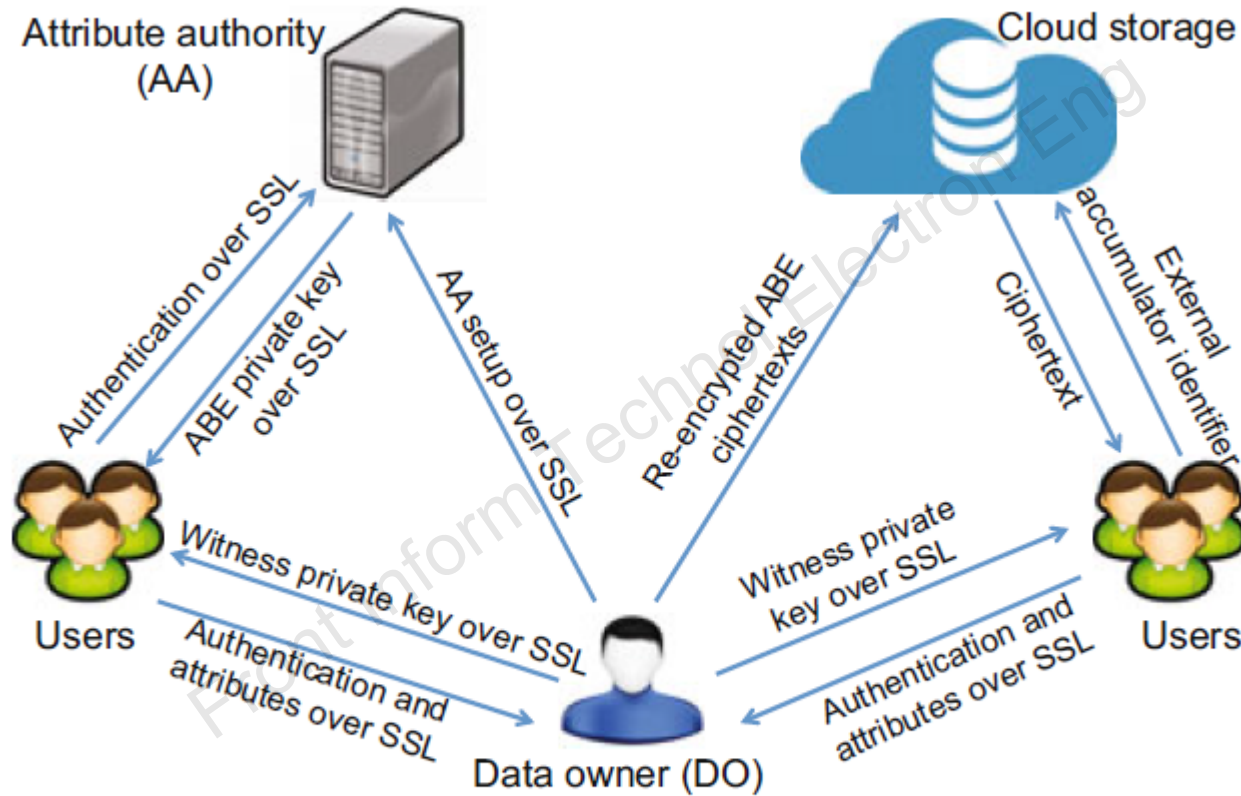 Attribute authority
(AA)
Cloud storage
Authentication over SSL
ABE private key
over SSL
AA setup over SSL
Re-encrypted ABE
ciphertexts
Ciphertext
External
accumulator identifier
Witness private key over SSL
Authentication and
attributes over SSL
Witness private
key over SSL
Authentication and
attributes over SSL
Users
Users
Data owner (DO)
Front Inform Technol Electron Eng